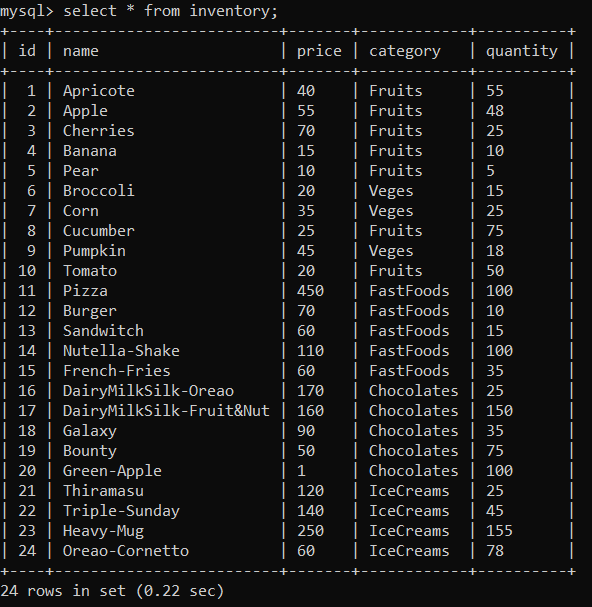 mysql> select * from inventory;
+----+-------------------------+-------+------------+----------+
| id | name                    | price | category   | quantity |
+----+-------------------------+-------+------------+----------+
|  1 | Apricote                | 40    | Fruits     | 55       |
|  2 | Apple                   | 55    | Fruits     | 48       |
|  3 | Cherries                | 70    | Fruits     | 25       |
|  4 | Banana                  | 15    | Fruits     | 10       |
|  5 | Pear                    | 10    | Fruits     | 5        |
|  6 | Broccoli                | 20    | Veges      | 15       |
|  7 | Corn                    | 35    | Veges      | 25       |
|  8 | Cucumber                | 25    | Fruits     | 75       |
|  9 | Pumpkin                 | 45    | Veges      | 18       |
| 10 | Tomato                  | 20    | Fruits     | 50       |
| 11 | Pizza                   | 450   | FastFoods  | 100      |
| 12 | Burger                  | 70    | FastFoods  | 10       |
| 13 | Sandwitch               | 60    | FastFoods  | 15       |
| 14 | Nutella-Shake           | 110   | FastFoods  | 100      |
| 15 | French-Fries            | 60    | FastFoods  | 35       |
| 16 | DairyMilkSilk-Oreao     | 170   | Chocolates | 25       |
| 17 | DairyMilkSilk-Fruit&Nut | 160   | Chocolates | 150      |
| 18 | Galaxy                  | 90    | Chocolates | 35       |
| 19 | Bounty                  | 50    | Chocolates | 75       |
| 20 | Green-Apple             | 1     | Chocolates | 100      |
| 21 | Thiramasu               | 120   | IceCreams  | 25       |
| 22 | Triple-Sunday           | 140   | IceCreams  | 45       |
| 23 | Heavy-Mug               | 250   | IceCreams  | 155      |
| 24 | Oreao-Cornetto          | 60    | IceCreams  | 78       |
+----+-------------------------+-------+------------+----------+
24 rows in set (0.22 sec)